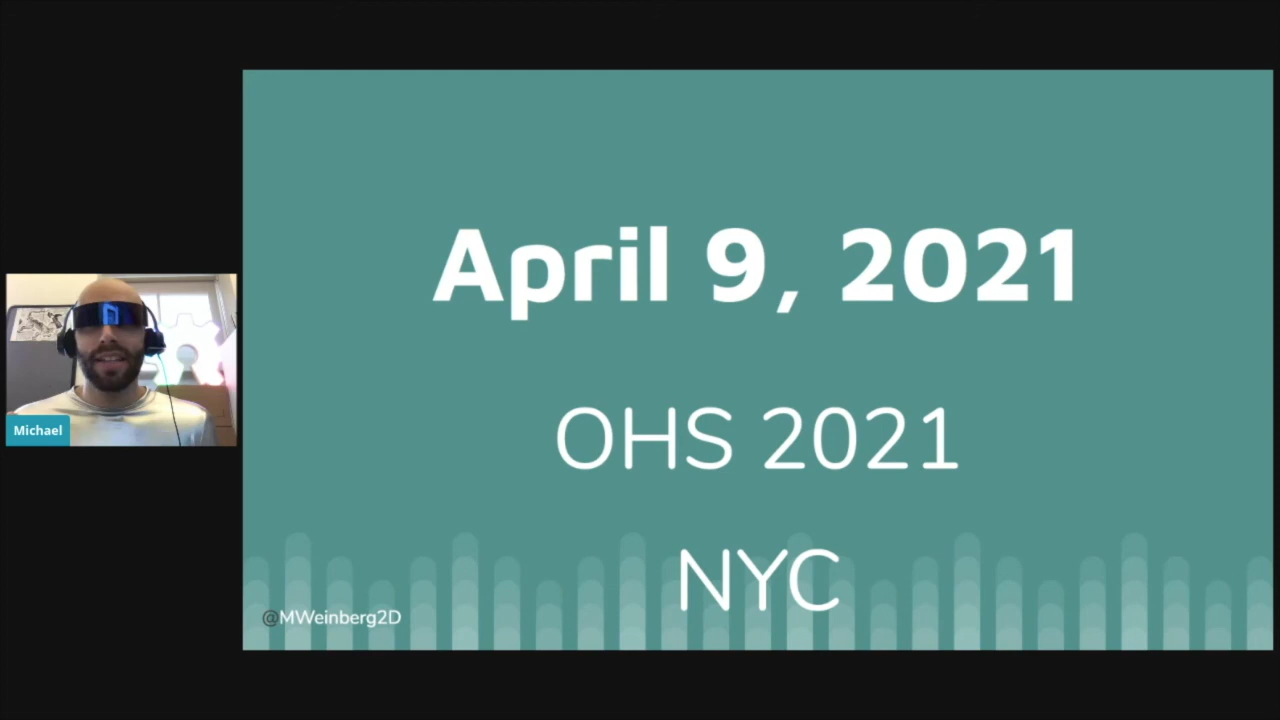 April 9, 2021
OHS 2021
NYC
@MWeinberg2D
Michael